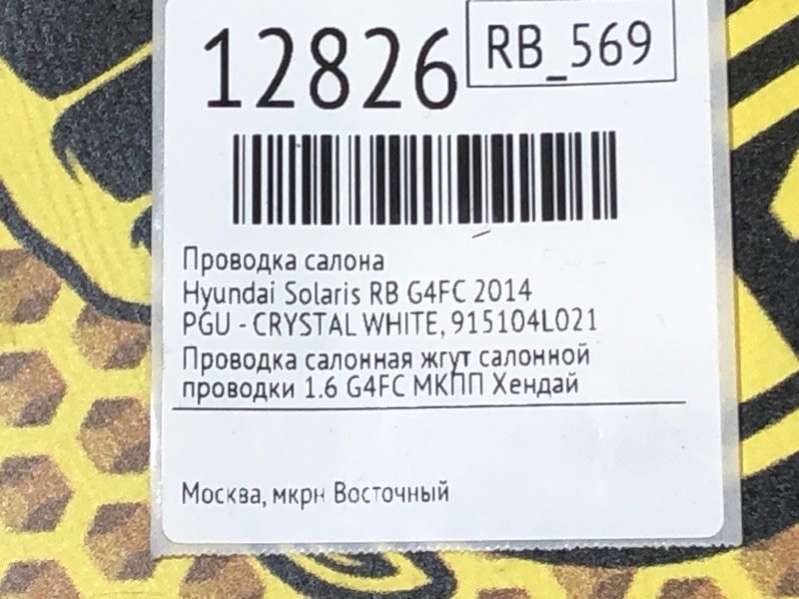 12826
RB_569
Проводка салона
Hyundai Solaris RB G4FC 2014
PGU - CRYSTAL WHITE, 915104L021
Проводка салонная жгут салонной
проводки 1.6 G4FC МКПП Хендай
Москва, мкрн Восточный